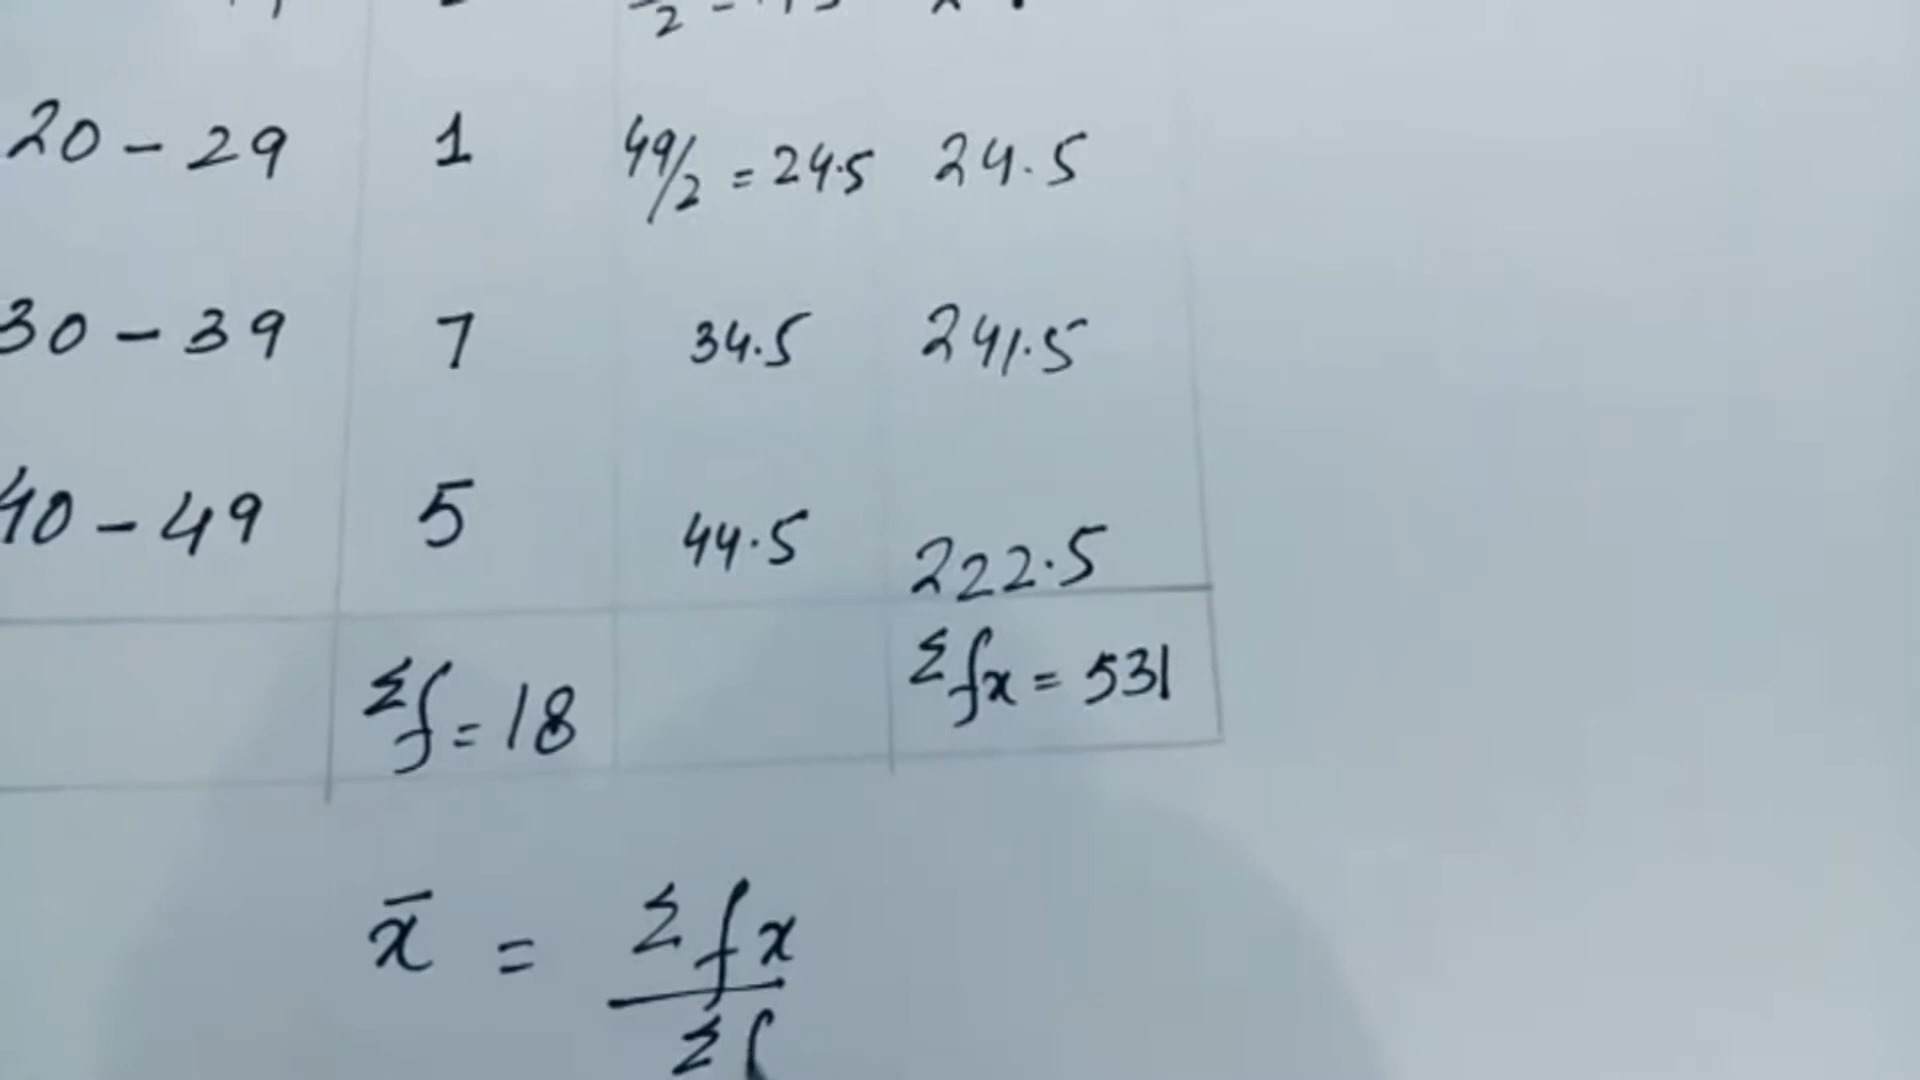 20 - 29 1 49/2 = 24.5 24.5
30 - 39 7 34.5 241.5
40 - 49 5 44.5 222.5
Σf = 18 Σfx = 531
x̄ = Σfx
Σf